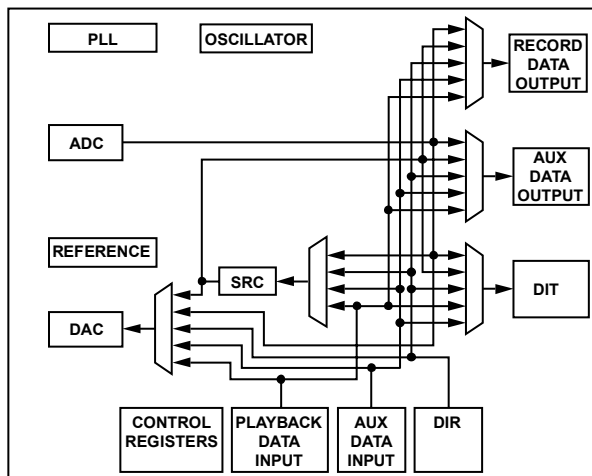 PLL
OSCILLATOR
RECORD
DATA
OUTPUT
ADC
AUX
DATA
OUTPUT
REFERENCE
SRC
DIT
DAC
CONTROL
REGISTERS
PLAYBACK
DATA
INPUT
AUX
DATA
INPUT
DIR